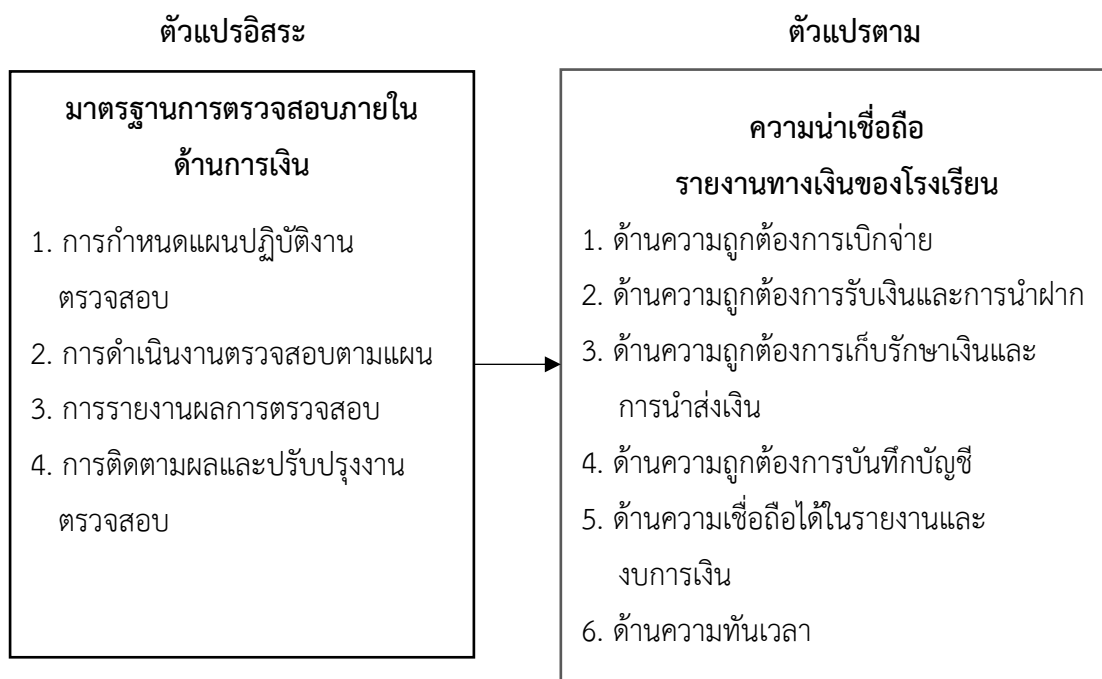 ตัวแปรอิสระ
มาตรฐานการตรวจสอบภายใน
ด้านการเงิน
1. การกำหนดแผนปฏิบัติงาน
ตรวจสอบ
2. การดำเนินงานตรวจสอบตามแผน
3. การรายงานผลการตรวจสอบ
4. การติดตามผลและปรับปรุงงาน
ตรวจสอบ
ตัวแปรตาม
ความน่าเชื่อถือ
รายงานทางเงินของโรงเรียน
1. ด้านความถูกต้องการเบิกจ่าย
2. ด้านความถูกต้องการรับเงินและการนำฝาก
3. ด้านความถูกต้องการเก็บรักษาเงินและ
การนำส่งเงิน
4. ด้านความถูกต้องการบันทึกบัญชี
5. ด้านความเชื่อถือได้ในรายงานและ
งบการเงิน
6. ด้านความทันเวลา